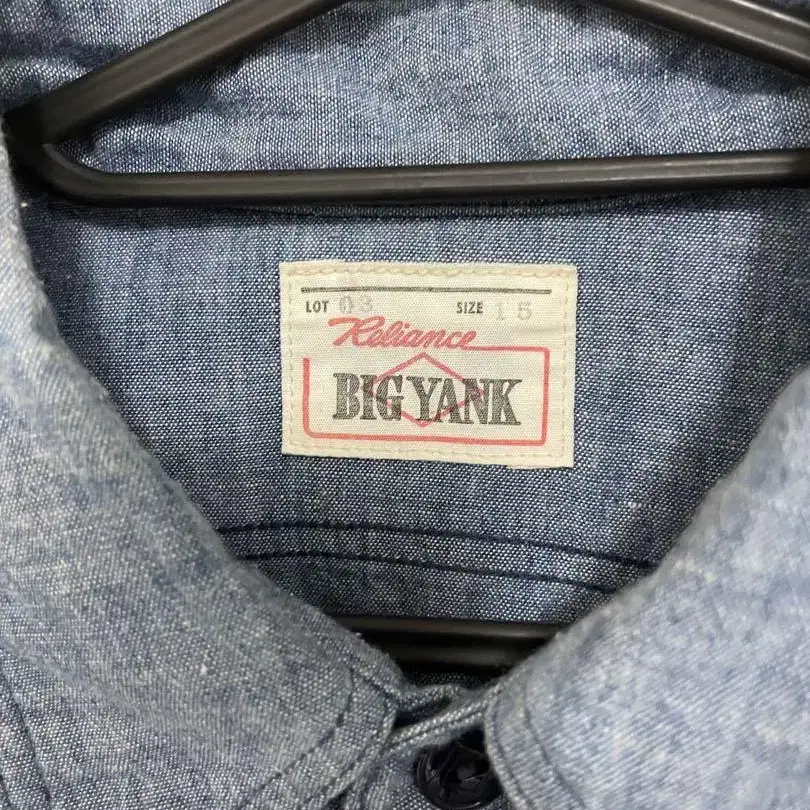 LOT 03 SIZE 15
Reliance
BIG YANK